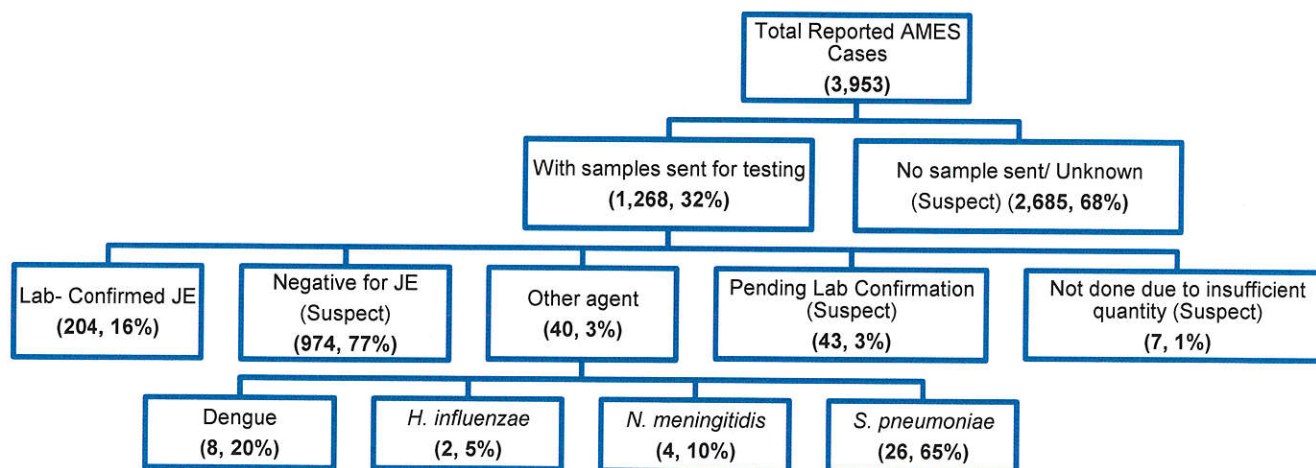 Total Reported AMES
Cases
(3,953)
With samples sent for testing
(1,268, 32%)
No sample sent/ Unknown
(Suspect) (2,685, 68%)
Lab- Confirmed JE
(204, 16%)
Negative for JE
(Suspect)
(974, 77%)
Other agent
(40, 3%)
Pending Lab Confirmation
(Suspect)
(43, 3%)
Not done due to insufficient
quantity (Suspect)
(7, 1%)
Dengue
(8, 20%)
H. influenzae
(2, 5%)
N. meningitidis
(4, 10%)
S. pneumoniae
(26, 65%)